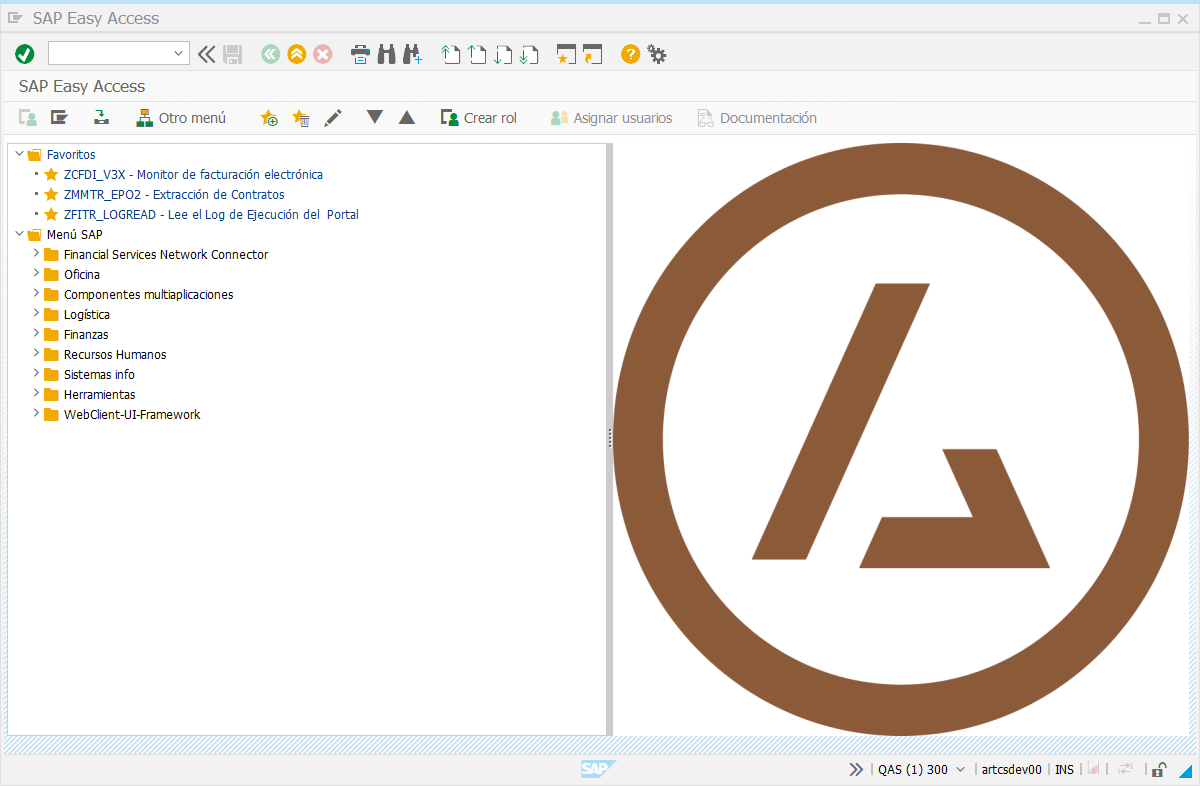 SAP Easy Access
SAP Easy Access
Otro menú
Crear rol
Asignar usuarios
Documentación
Favoritos
ZCFDI_V3X - Monitor de facturación electrónica
ZMMTR_EPO2 - Extracción de Contratos
ZFITR_LOGREAD - Lee el Log de Ejecución del  Portal
Menú SAP
Financial Services Network Connector
Oficina
Componentes multiaplicaciones
Logística
Finanzas
Recursos Humanos
Sistemas info
Herramientas
WebClient-UI-Framework
SAP
QAS (1) 300
artcsdev00
INS